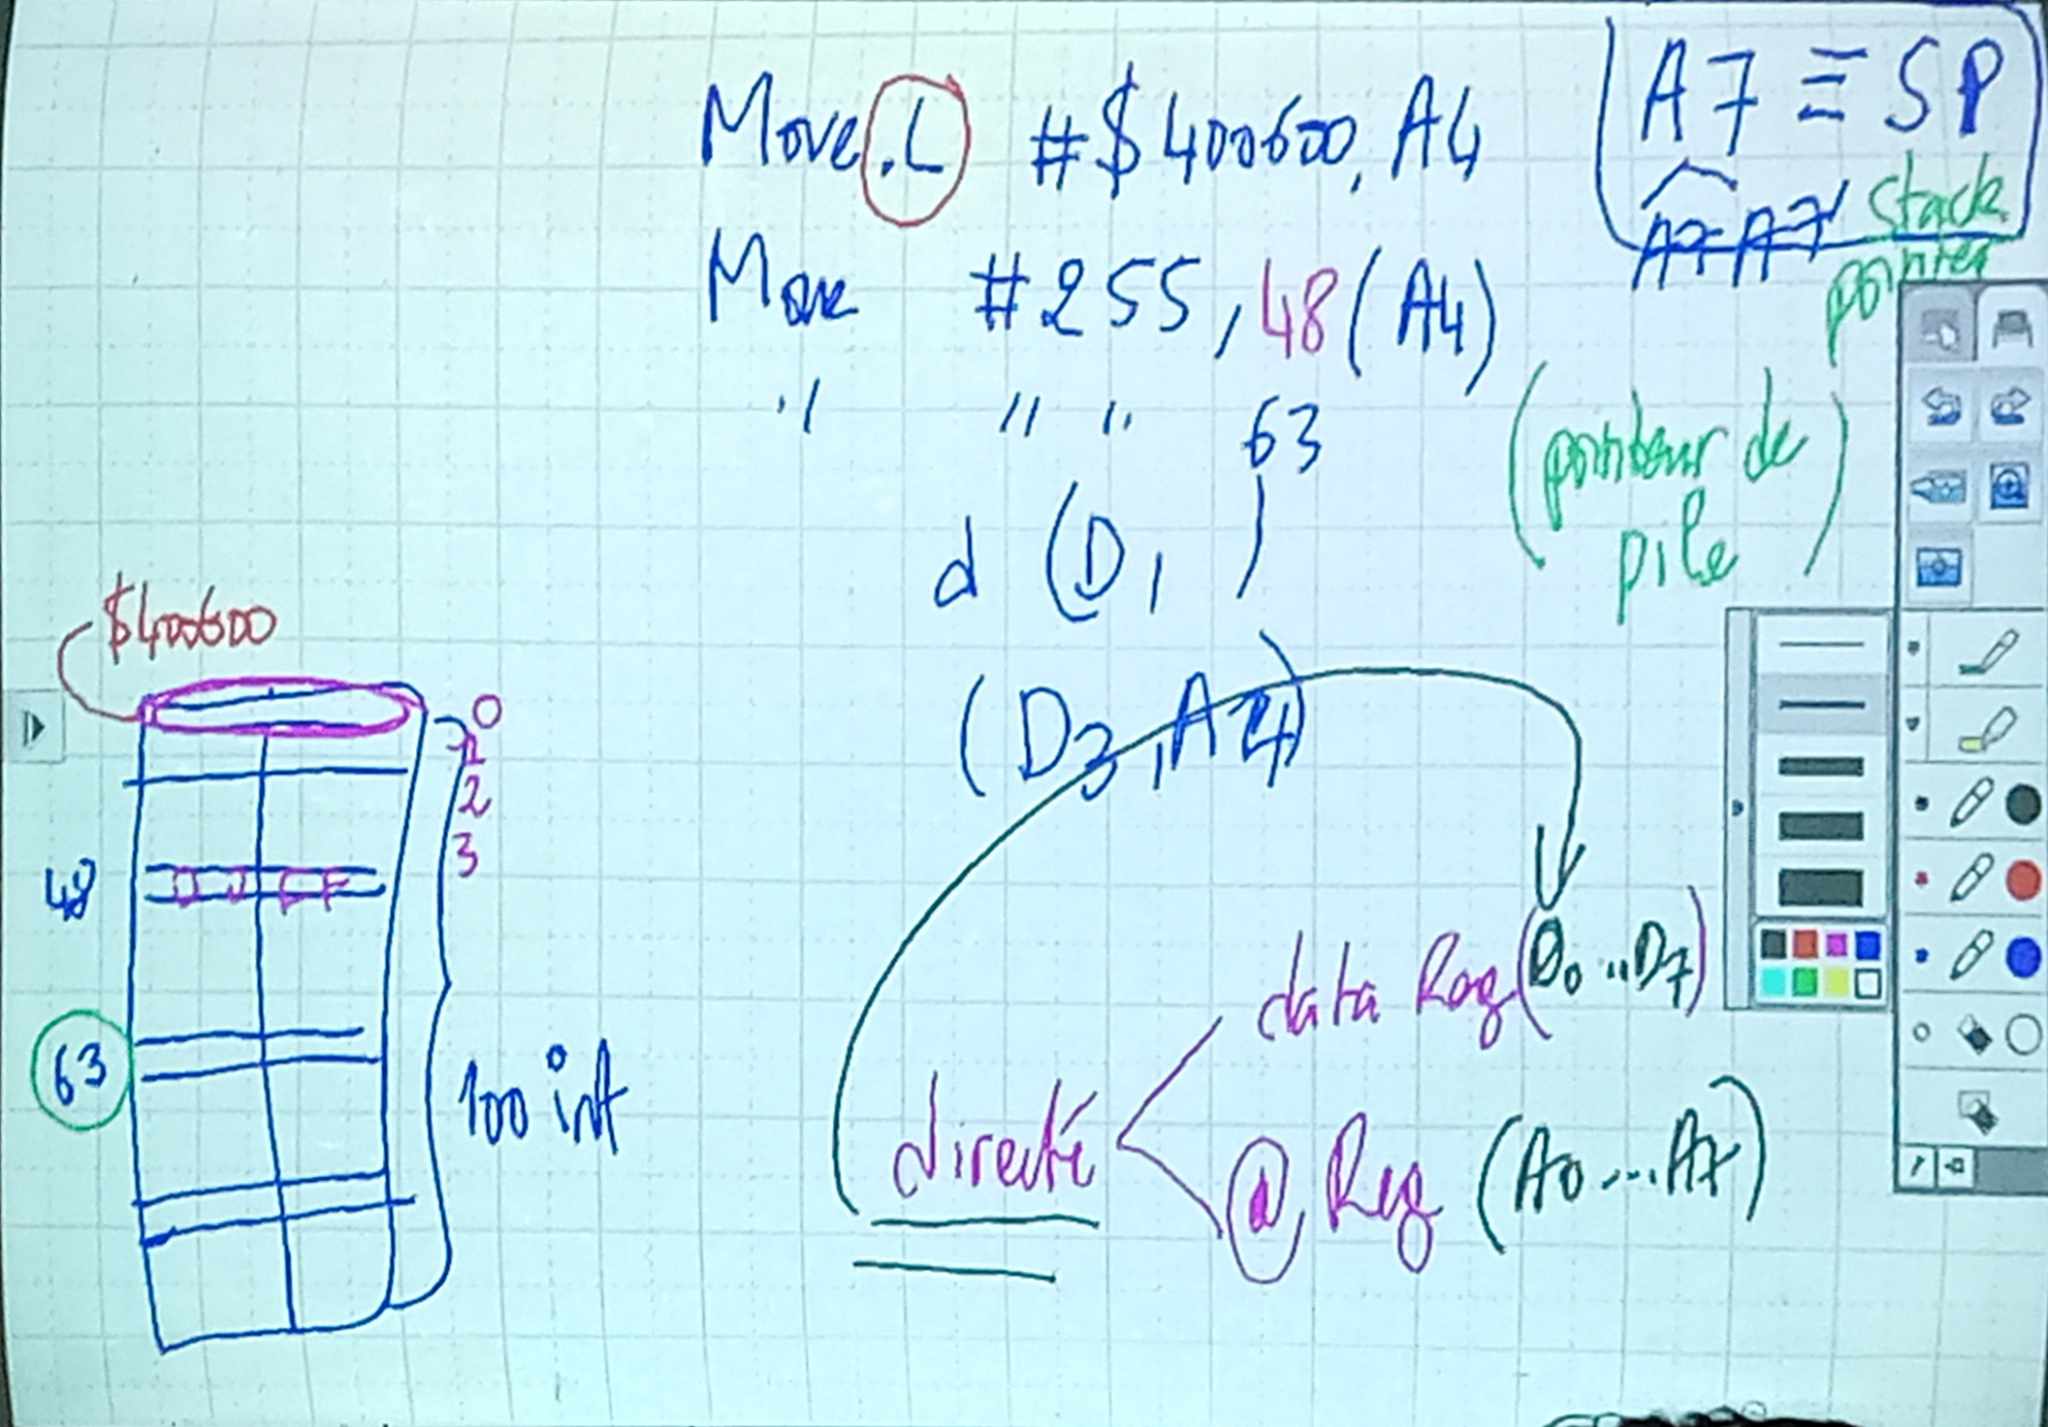 Move.L #$400600, A4
A7 ≡ SP
A7 A7'
stack
pointer
Move #255, 48(A4)
" " " 63
(pointeur de
pile)
d (D1, )
$400600
(D3, A4)
0
1
2
3
48
00 FF
63
100 int
directe
data Reg (D0..D7)
@ Reg (A0...A7)